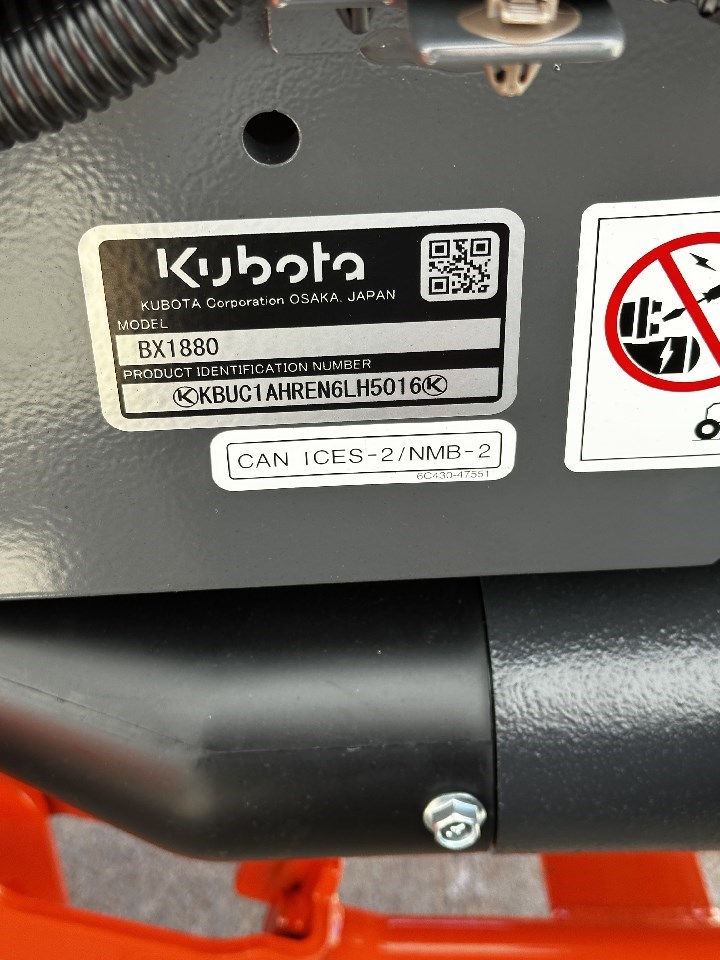 Kubota
KUBOTA Corporation OSAKA, JAPAN
MODEL
BX1880
PRODUCT IDENTIFICATION NUMBER
ⓀKBUC1AHREN6LH5016Ⓚ
CAN ICES-2/NMB-2
6C430-47551